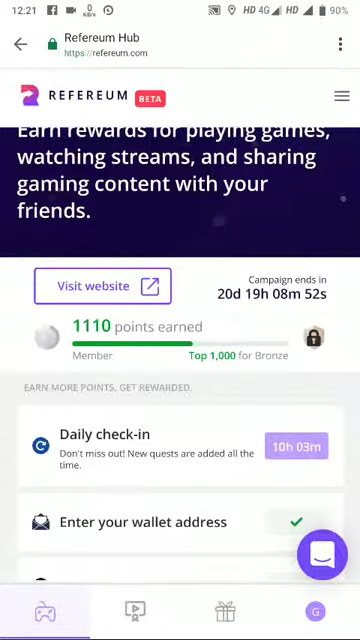 12:21
0
KB/s
HD 4G
HD
90%
Refereum Hub
https://refereum.com
REFEREUM BETA
Earn rewards for playing games,
watching streams, and sharing
gaming content with your
friends.
Visit website
Campaign ends in
20d 19h 08m 52s
1110 points earned
Member
Top 1,000 for Bronze
EARN MORE POINTS, GET REWARDED.
Daily check-in
Don't miss out! New quests are added all the
time.
10h 03m
Enter your wallet address
G